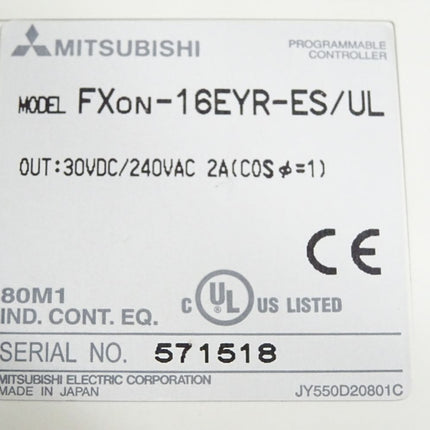 MITSUBISHI
PROGRAMMABLE
CONTROLLER
MODEL FX0N-16EYR-ES/UL
OUT:30VDC/240VAC 2A(COS φ=1)
CE
80M1
IND. CONT. EQ.
C UL US LISTED
SERIAL NO. 571518
MITSUBISHI ELECTRIC CORPORATION
MADE IN JAPAN
JY550D20801C